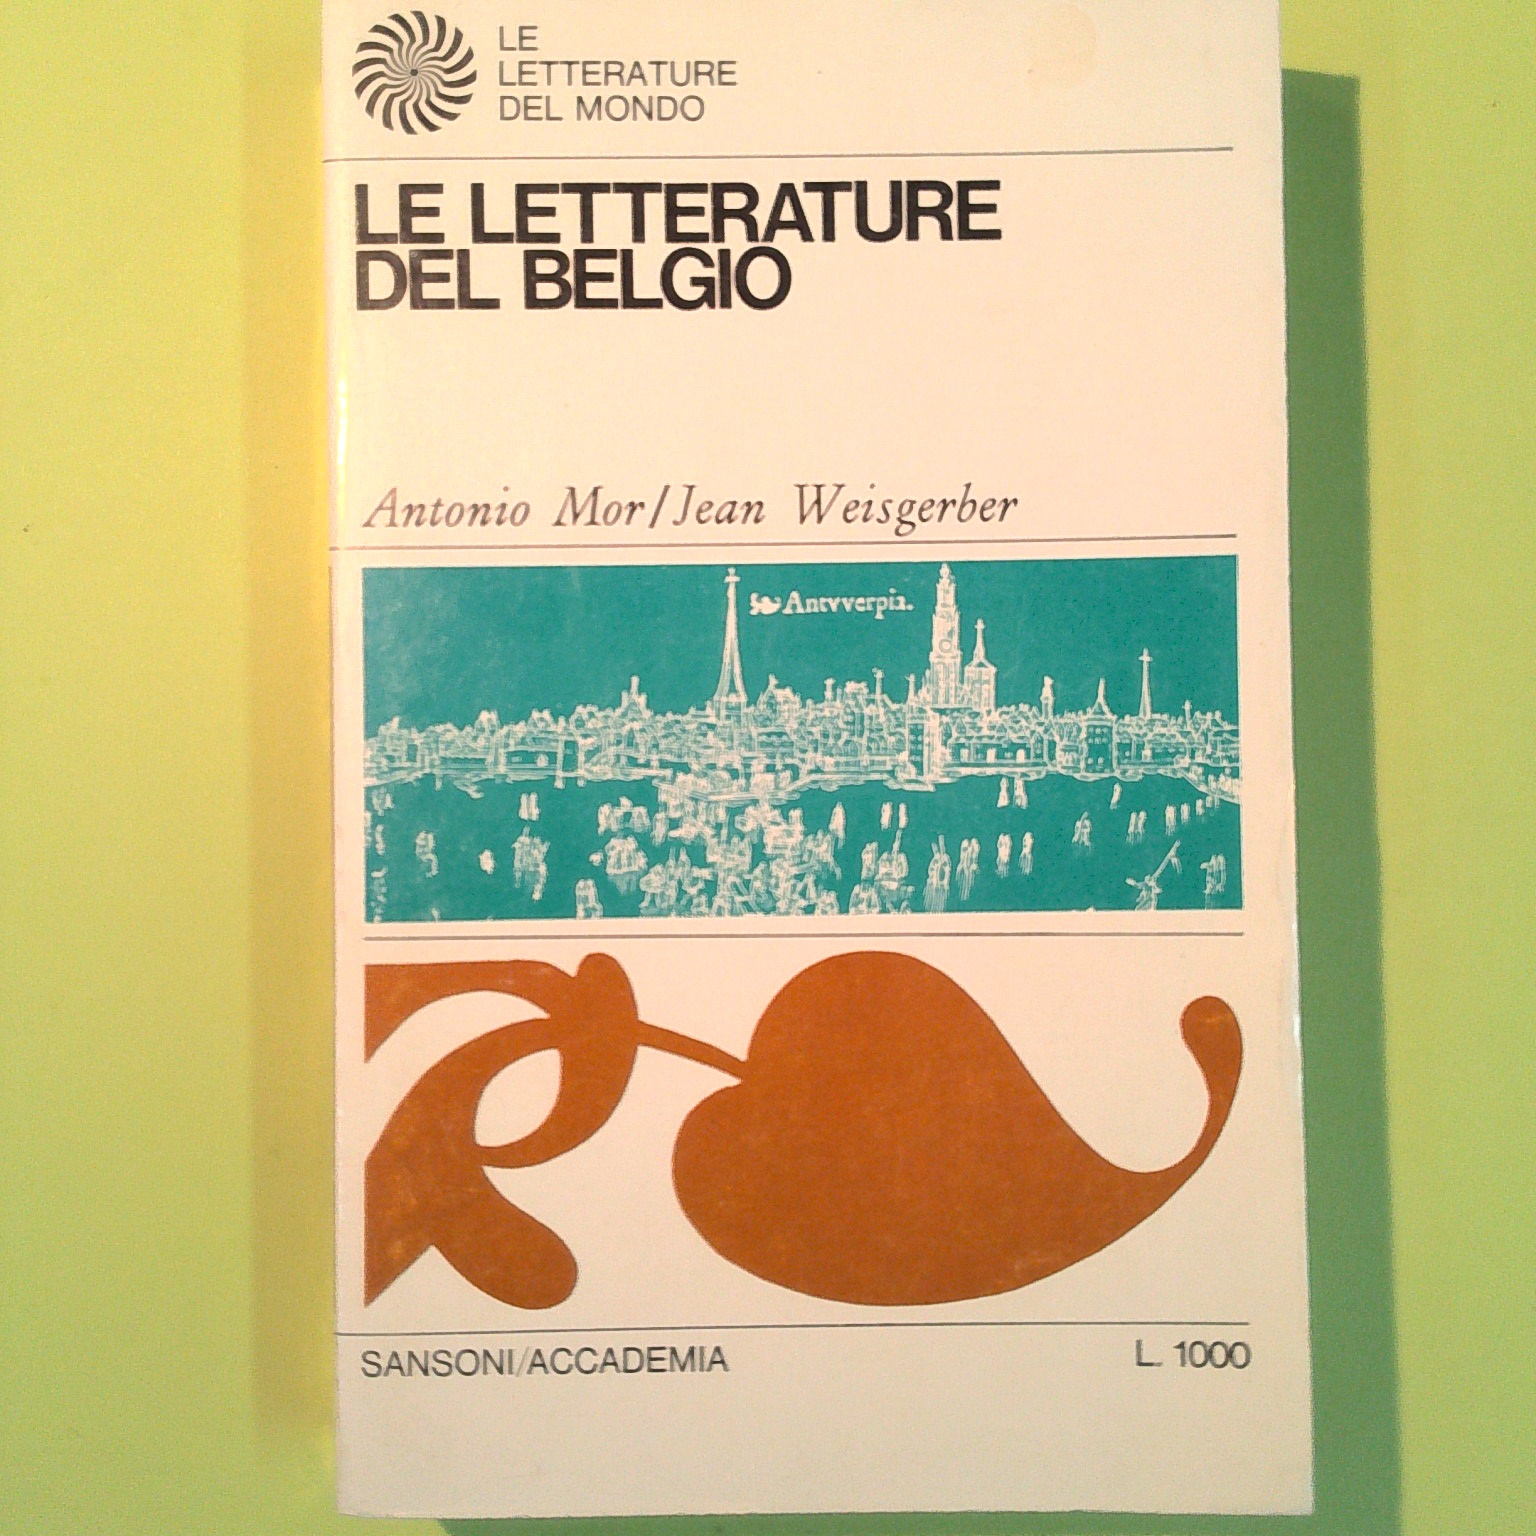 LE
LETTERATURE
DEL MONDO
LE LETTERATURE
DEL BELGIO
Antonio Mor/Jean Weisgerber
Antvverpia.
SANSONI/ACCADEMIA
L. 1000